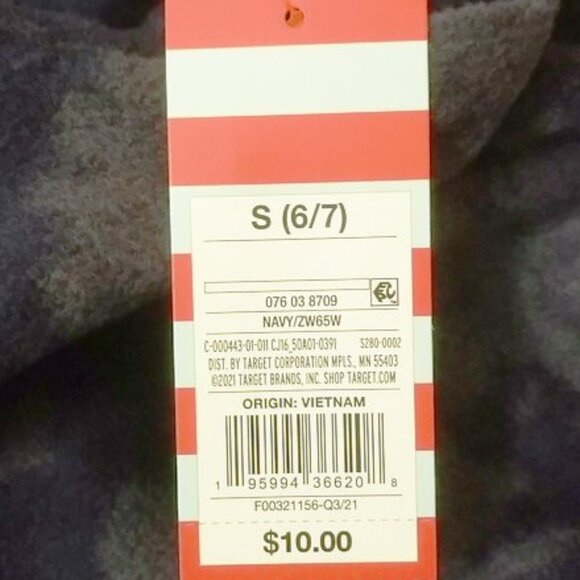 S (6/7)
076 03 8709
NAVY/ZW65W
C-000443-01-011 CJ16_50A01-0391 S280-0002
DIST. BY TARGET CORPORATION MPLS., MN 55403
©2021 TARGET BRANDS, INC. SHOP TARGET.COM
ORIGIN: VIETNAM
1 95994 36620 8
F00321156-Q3/21
$10.00